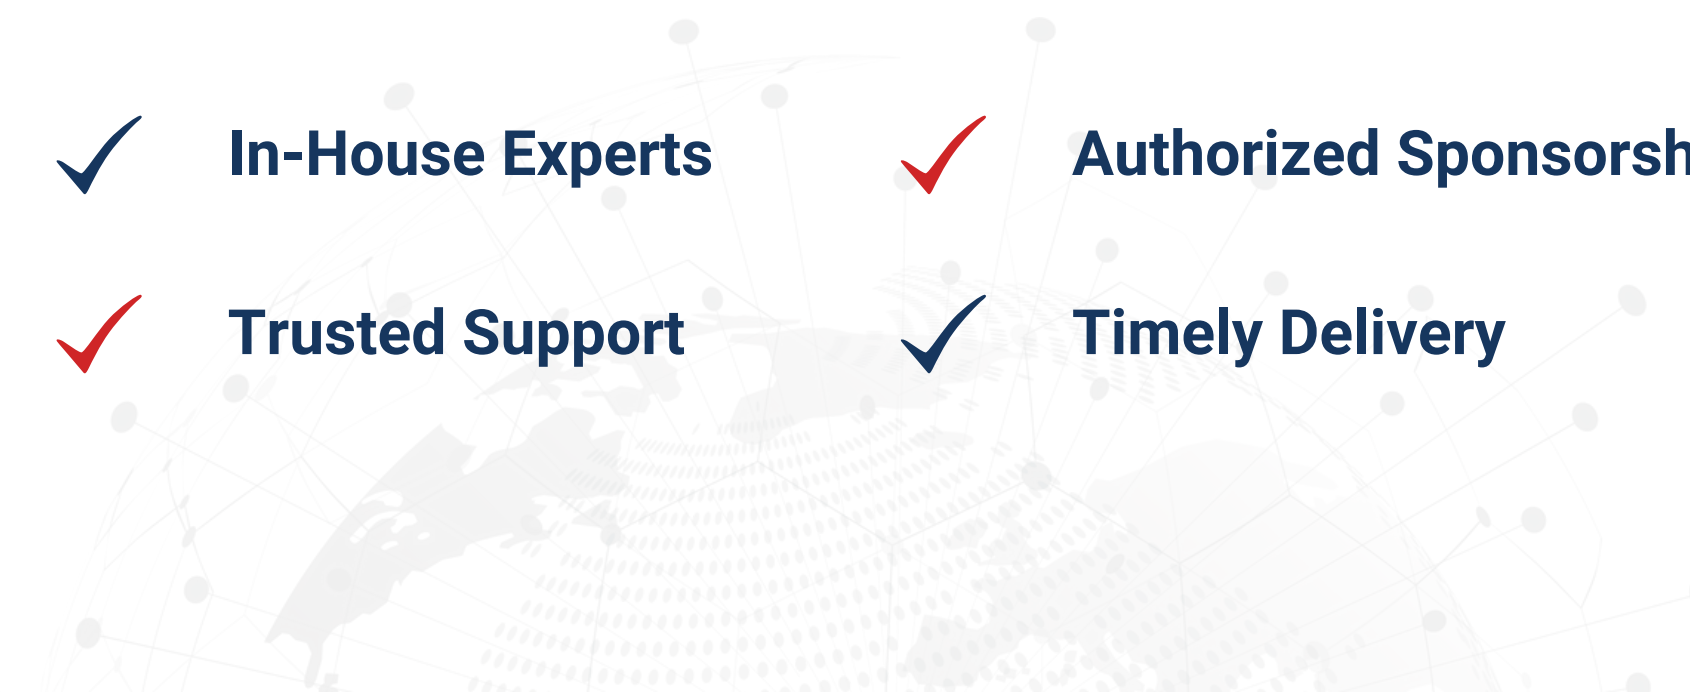 In-House Experts
Authorized Sponsorsh
Trusted Support
Timely Delivery